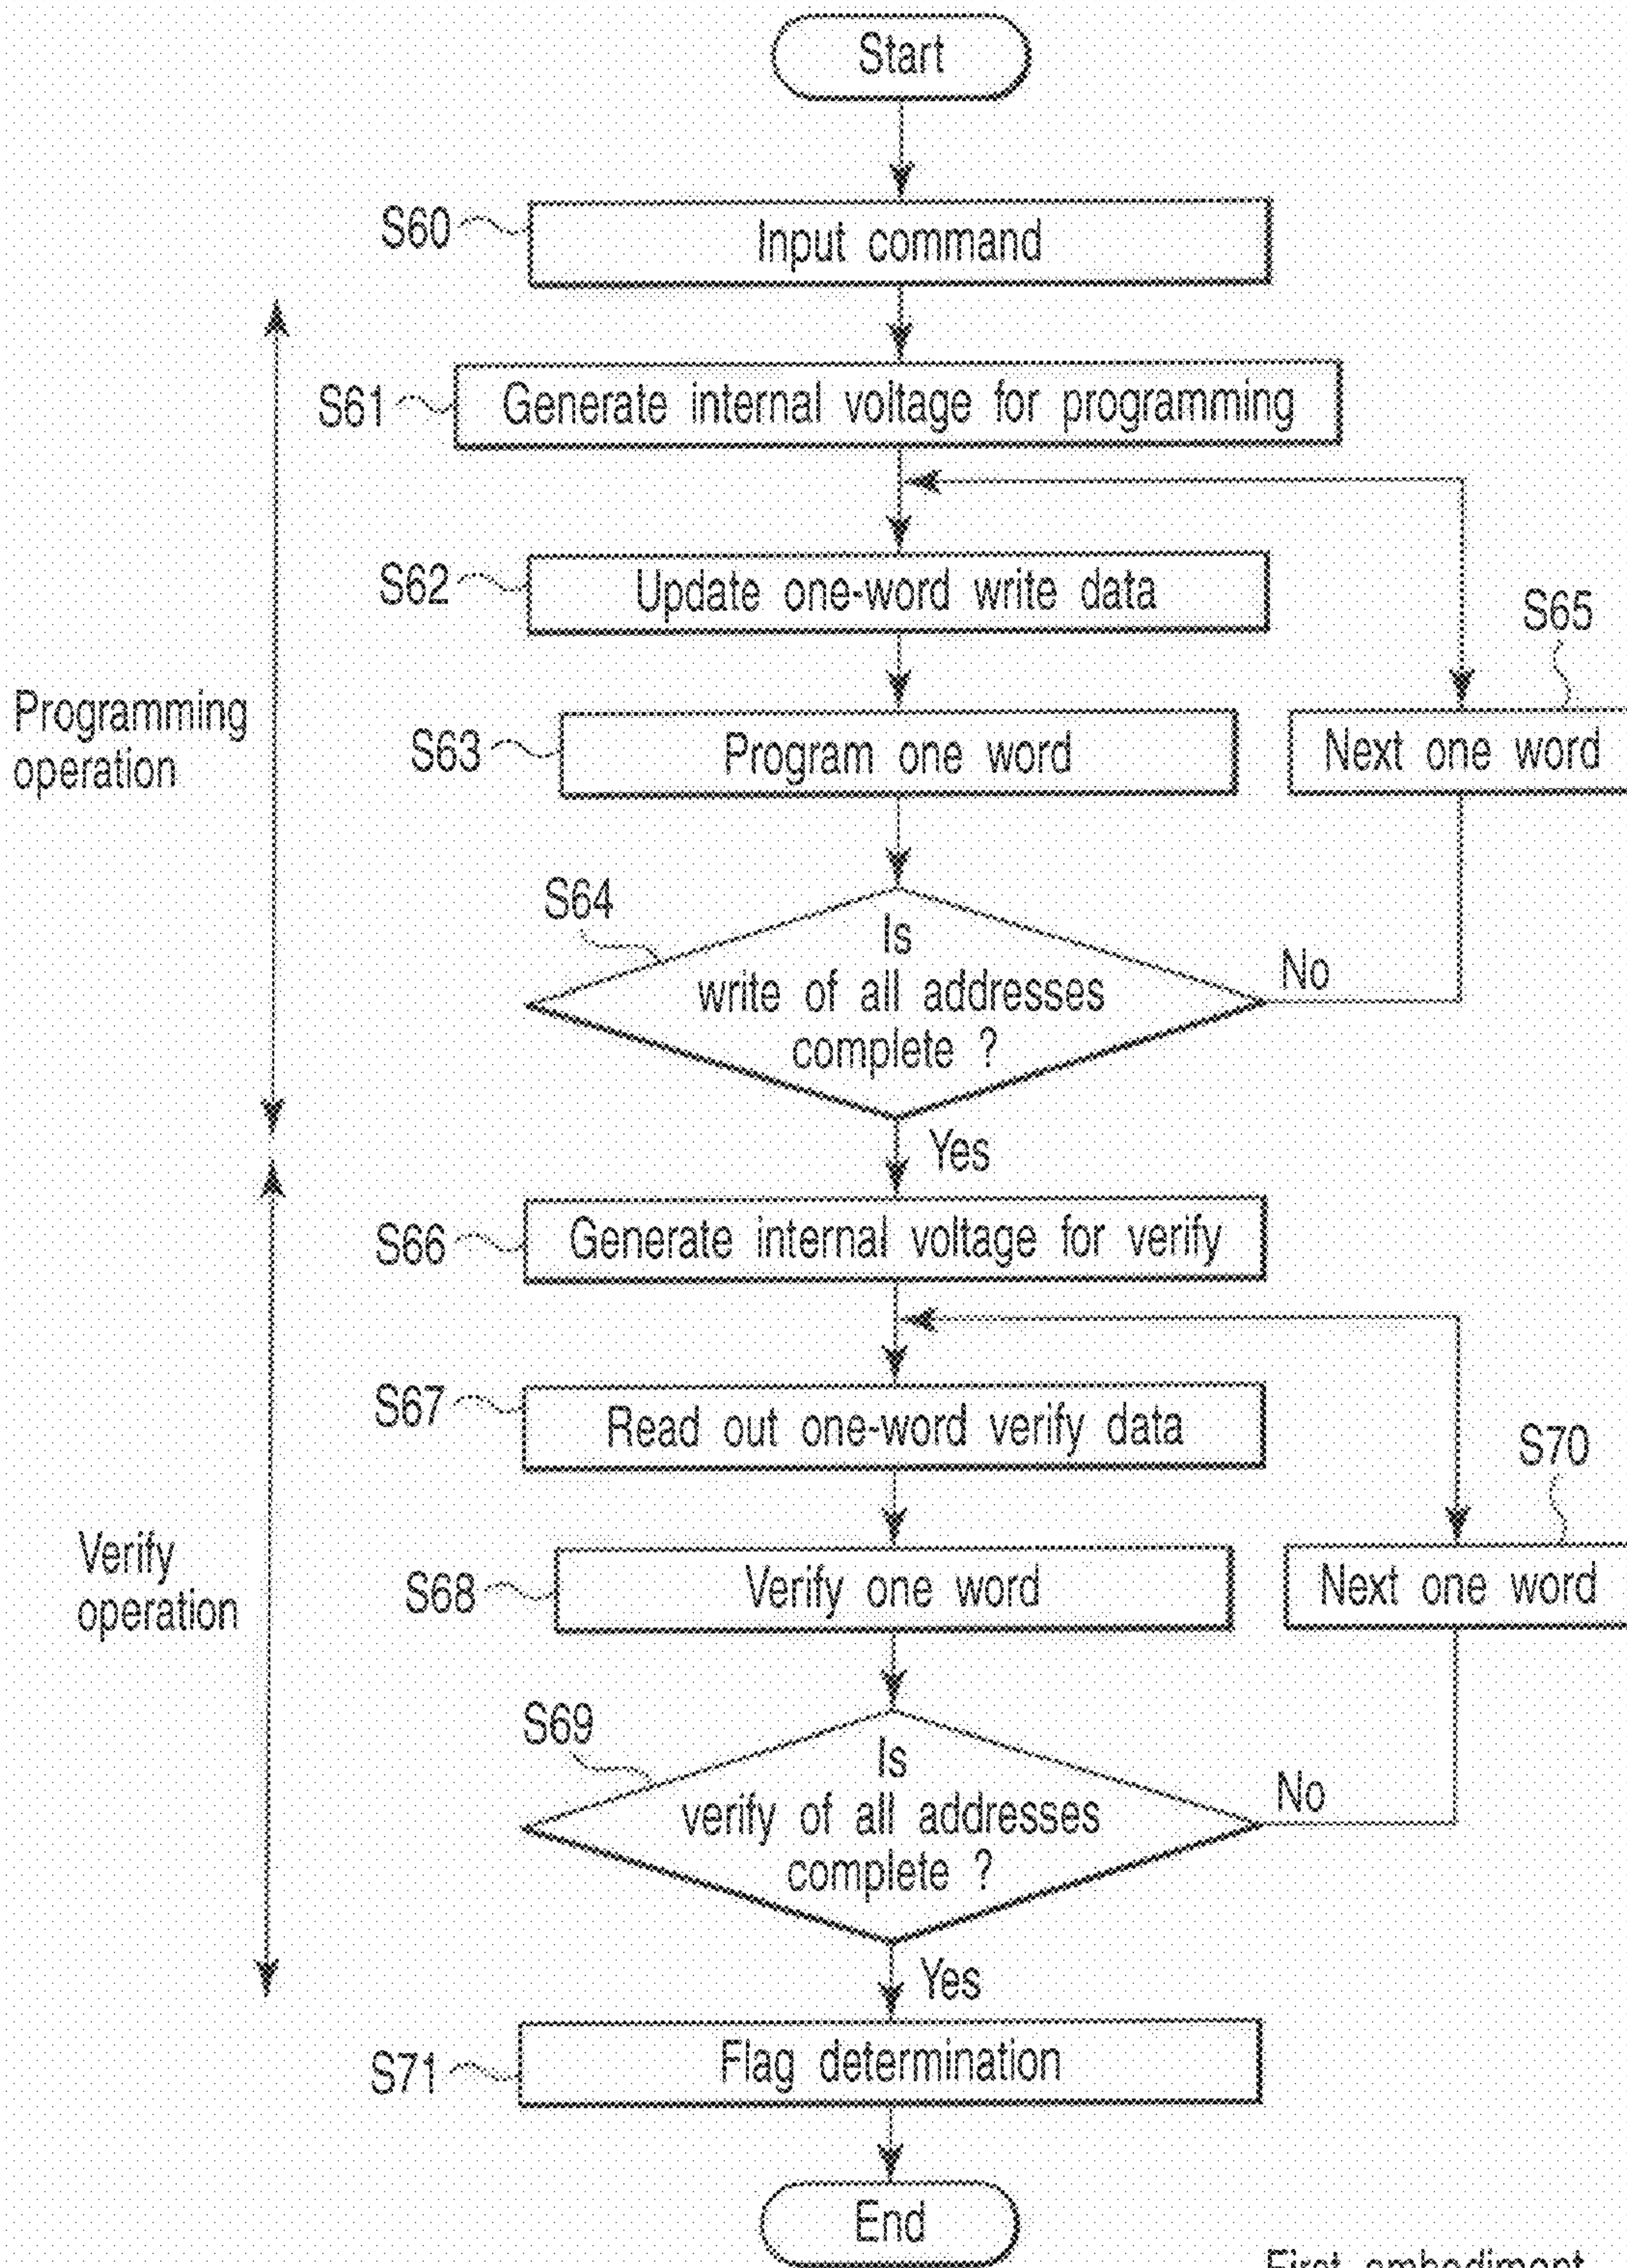 Start
S60
Input command
S61
Generate internal voltage for programming
S62
Update one-word write data
S65
Programming
operation
S63
Program one word
Next one word
S64
Is
write of all addresses
complete ?
No
Yes
S66
Generate internal voltage for verify
S67
Read out one-word verify data
S70
Verify
operation
S68
Verify one word
Next one word
S69
Is
verify of all addresses
complete ?
No
Yes
S71
Flag determination
End
First embodiment